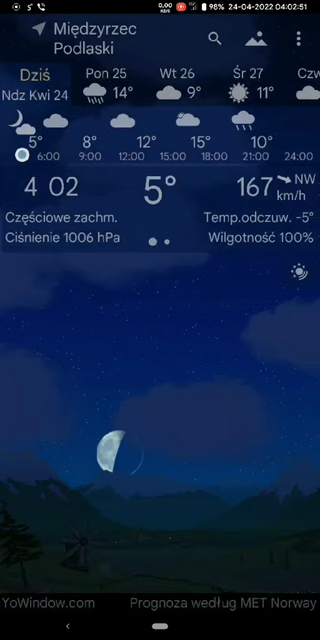 0,00 KB/s 98% 24-04-2022 04:02:51
Międzyrzec
Podlaski
Dziś Pon 25 Wt 26 Śr 27 Czw
Ndz Kwi 24 14° 9° 11°
5° 8° 12° 15° 10°
6:00 9:00 12:00 15:00 18:00 21:00 24:00
4 02 5° 167 km/h NW
Częściowe zachm. Temp.odczuw. -5°
Ciśnienie 1006 hPa Wilgotność 100%
YoWindow.com Prognoza według MET Norway